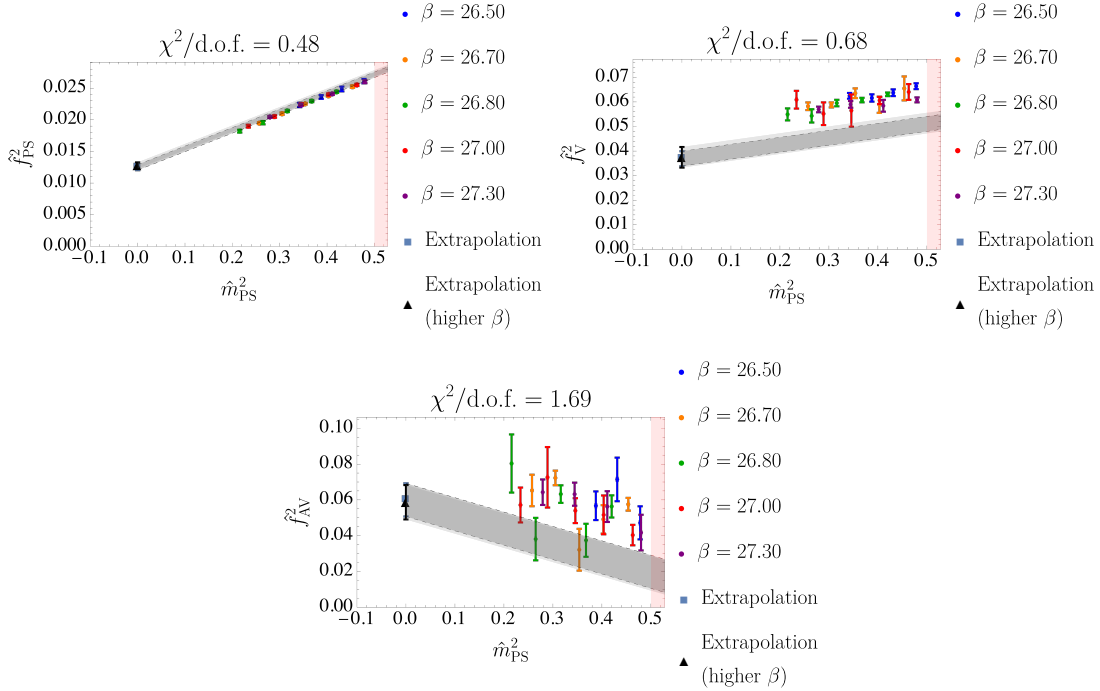 χ²/d.o.f. = 0.48
f̂²_PS
0.025
0.020
0.015
0.010
0.005
0.000
−0.1 0.0 0.1 0.2 0.3 0.4 0.5
m̂²_PS
β = 26.50
β = 26.70
β = 26.80
β = 27.00
β = 27.30
Extrapolation
Extrapolation
(higher β)
χ²/d.o.f. = 0.68
f̂²_V
0.07
0.06
0.05
0.04
0.03
0.02
0.01
0.00
−0.1 0.0 0.1 0.2 0.3 0.4 0.5
m̂²_PS
β = 26.50
β = 26.70
β = 26.80
β = 27.00
β = 27.30
Extrapolation
Extrapolation
(higher β)
χ²/d.o.f. = 1.69
f̂²_AV
0.10
0.08
0.06
0.04
0.02
0.00
−0.1 0.0 0.1 0.2 0.3 0.4 0.5
m̂²_PS
β = 26.50
β = 26.70
β = 26.80
β = 27.00
β = 27.30
Extrapolation
Extrapolation
(higher β)